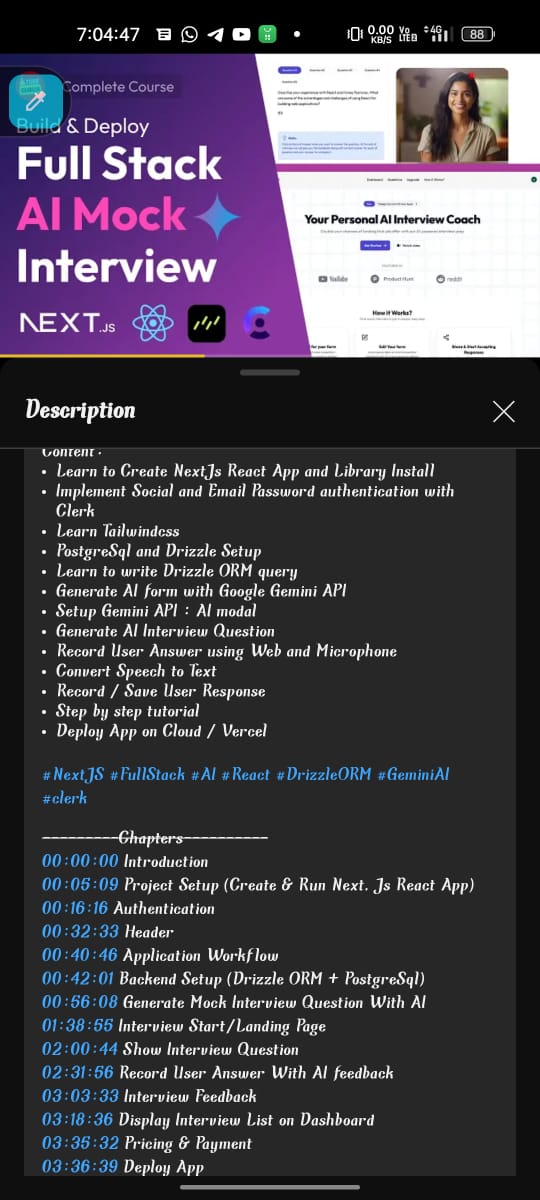 7:04:47
0.00 KB/S
Vo LTE2
4G
88
Complete Course
Build & Deploy
Full Stack
AI Mock
Interview
NEXT.JS
Your Personal AI Interview Coach
YouTube
Product Hunt
reddit
How it Works?
Description
Content :
• Learn to Create NextJs React App and Library Install
• Implement Social and Email Password authentication with
Clerk
• Learn Tailwindcss
• PostgreSql and Drizzle Setup
• Learn to write Drizzle ORM query
• Generate AI form with Google Gemini API
• Setup Gemini API : AI modal
• Generate AI Interview Question
• Record User Answer using Web and Microphone
• Convert Speech to Text
• Record / Save User Response
• Step by step tutorial
• Deploy App on Cloud / Vercel
#NextJS #FullStack #AI #React #DrizzleORM #GeminiAI
#clerk
---------Chapters----------
00:00:00 Introduction
00:05:09 Project Setup (Create & Run Next. Js React App)
00:16:16 Authentication
00:32:33 Header
00:40:46 Application Workflow
00:42:01 Backend Setup (Drizzle ORM + PostgreSql)
00:56:08 Generate Mock Interview Question With AI
01:38:55 Interview Start/Landing Page
02:00:44 Show Interview Question
02:31:56 Record User Answer With AI feedback
03:03:33 Interview Feedback
03:18:36 Display Interview List on Dashboard
03:35:32 Pricing & Payment
03:36:39 Deploy App